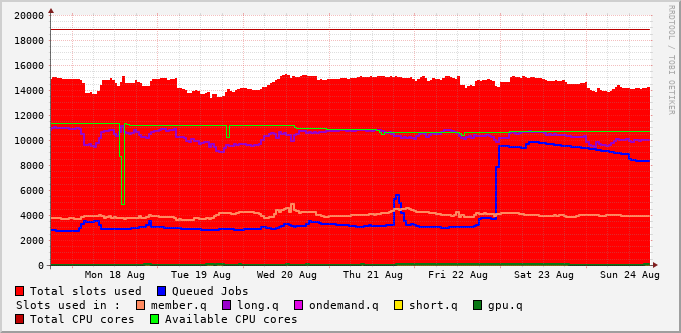 RRDTOOL / TOBI OETIKER
20000
18000
16000
14000
12000
10000
8000
6000
4000
2000
0
Mon 18 Aug Tue 19 Aug Wed 20 Aug Thu 21 Aug Fri 22 Aug Sat 23 Aug Sun 24 Aug
Total slots used Queued Jobs
Slots used in : member.q long.q ondemand.q short.q gpu.q
Total CPU cores Available CPU cores